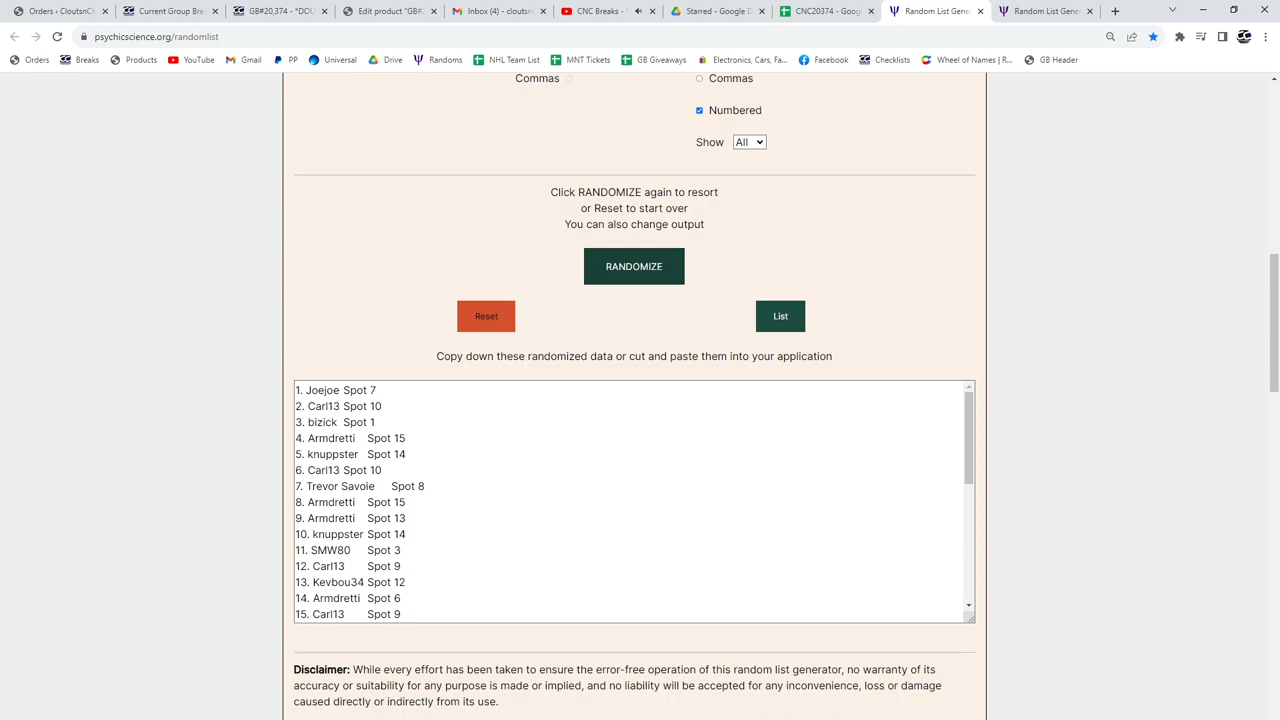 Orders ‹ CloutsnCh
Current Group Brea
GB#20,374 - *DOU
Edit product "GB#:
Inbox (4) - cloutsno
CNC Breaks - Y
Starred - Google D
CNC20374 - Googl
Random List Gene
Random List Gene
psychicscience.org/randomlist
Orders Breaks Products YouTube Gmail PP Universal Drive Randoms NHL Team List MNT Tickets GB Giveaways Electronics, Cars, Fa... Facebook Checklists Wheel of Names | R... GB Header
Commas Commas
Numbered
Show All
Click RANDOMIZE again to resort
or Reset to start over
You can also change output
RANDOMIZE
Reset List
Copy down these randomized data or cut and paste them into your application
1. Joejoe Spot 7
2. Carl13 Spot 10
3. bizick Spot 1
4. Armdretti Spot 15
5. knuppster Spot 14
6. Carl13 Spot 10
7. Trevor Savoie Spot 8
8. Armdretti Spot 15
9. Armdretti Spot 13
10. knuppster Spot 14
11. SMW80 Spot 3
12. Carl13 Spot 9
13. Kevbou34 Spot 12
14. Armdretti Spot 6
15. Carl13 Spot 9
Disclaimer: While every effort has been taken to ensure the error-free operation of this random list generator, no warranty of its
accuracy or suitability for any purpose is made or implied, and no liability will be accepted for any inconvenience, loss or damage
caused directly or indirectly from its use.